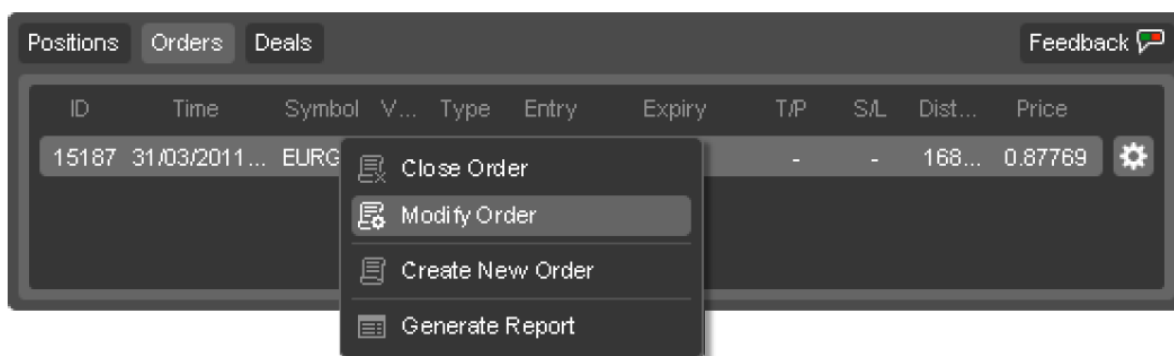 Positions Orders Deals Feedback
ID Time Symbol V... Type Entry Expiry T/P S/L Dist... Price
15187 31/03/2011... EURG - - 168... 0.87769
Close Order
Modify Order
Create New Order
Generate Report